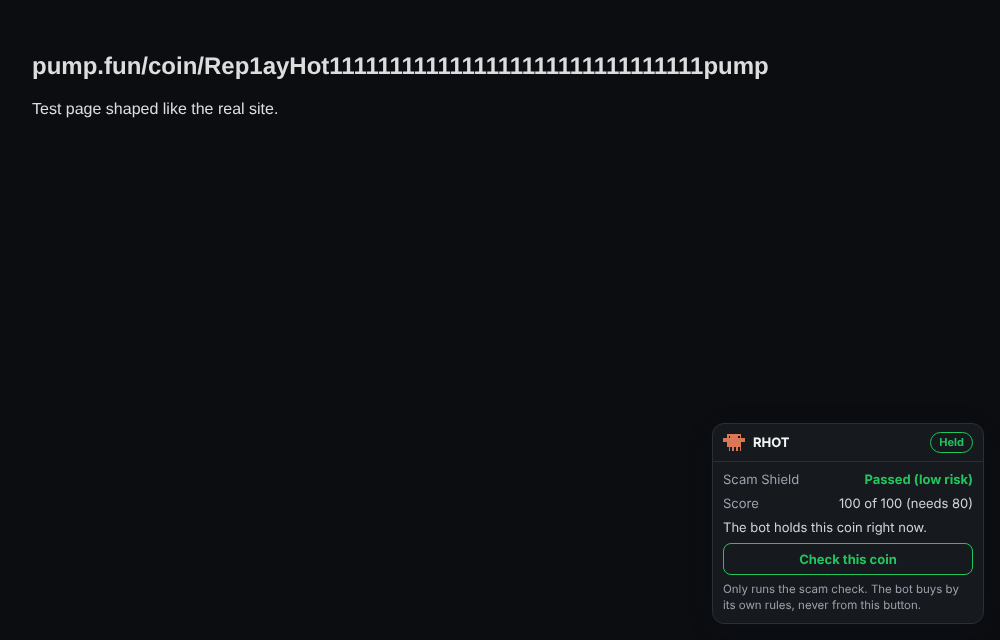 pump.fun/coin/Rep1ayHot111111111111111111111111111111111pump
Test page shaped like the real site.
RHOT
Held
Scam Shield
Passed (low risk)
Score
100 of 100 (needs 80)
The bot holds this coin right now.
Check this coin
Only runs the scam check. The bot buys by
its own rules, never from this button.